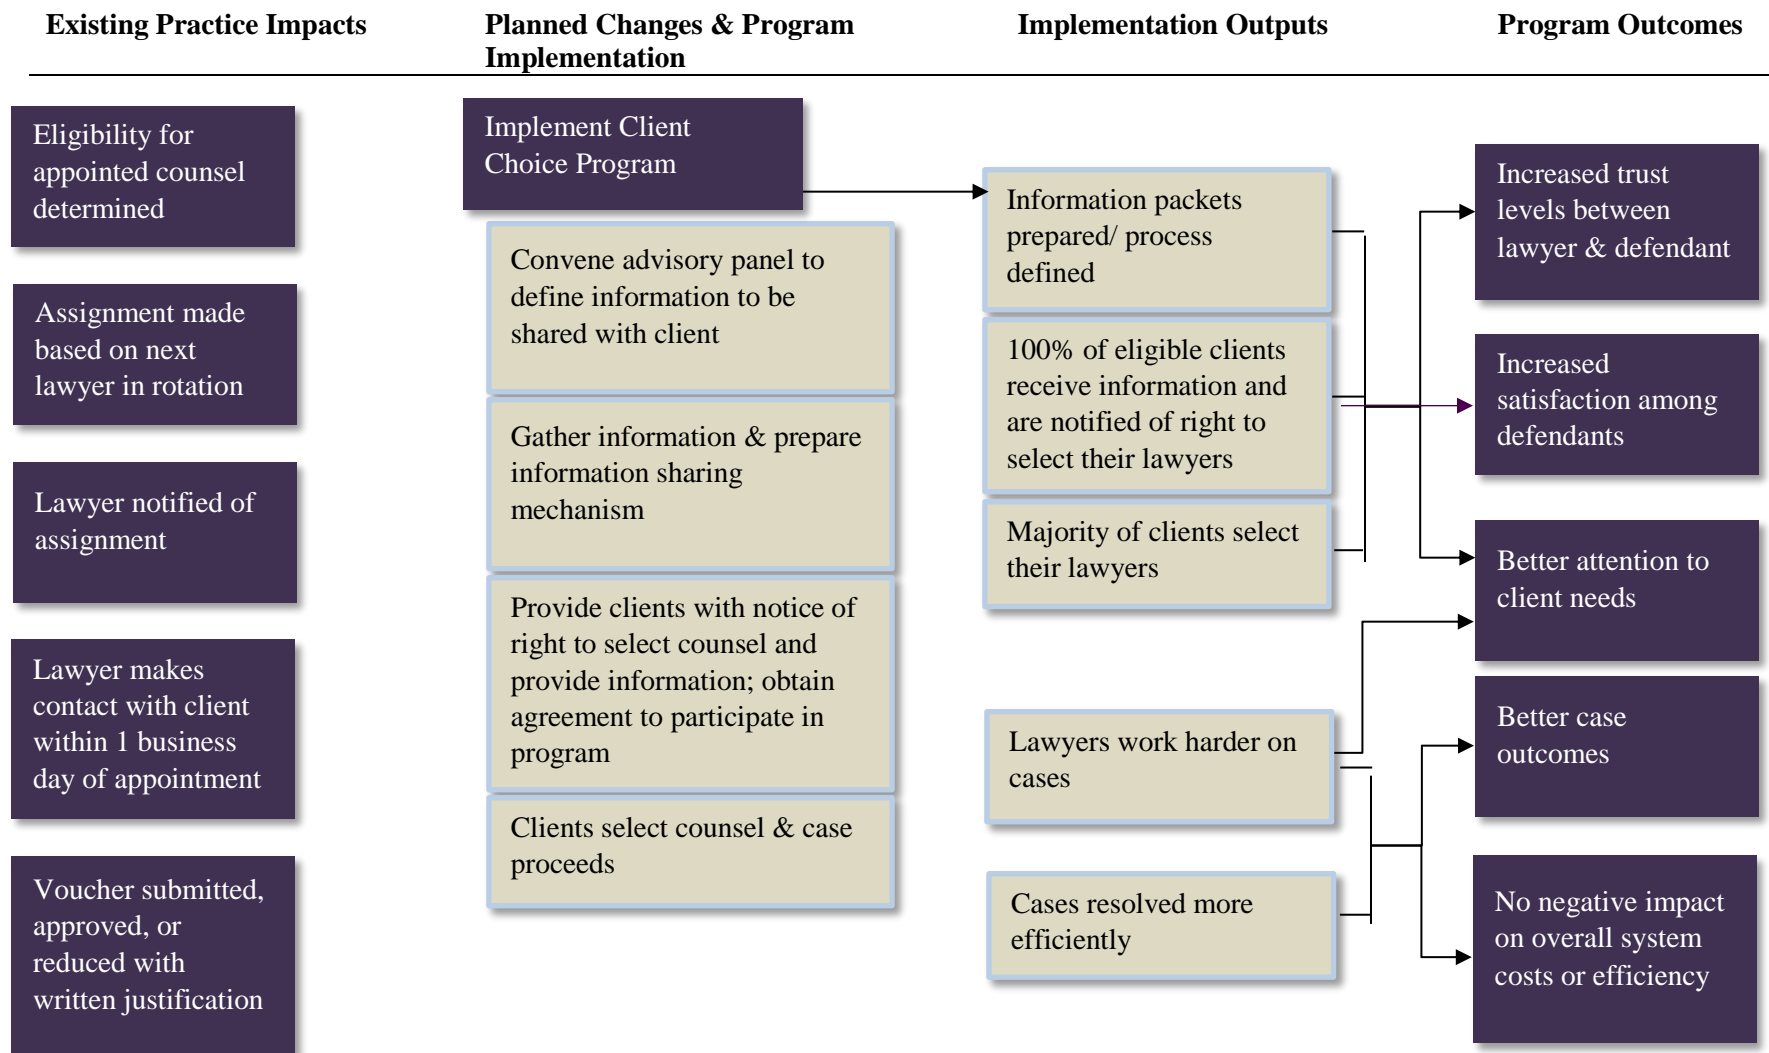 Existing Practice Impacts
Planned Changes & Program
Implementation
Implementation Outputs
Program Outcomes
Eligibility for
appointed counsel
determined
Assignment made
based on next
lawyer in rotation
Lawyer notified of
assignment
Lawyer makes
contact with client
within 1 business
day of appointment
Voucher submitted,
approved, or
reduced with
written justification
Implement Client
Choice Program
Convene advisory panel to
define information to be
shared with client
Gather information & prepare
information sharing
mechanism
Provide clients with notice of
right to select counsel and
provide information; obtain
agreement to participate in
program
Clients select counsel & case
proceeds
Information packets
prepared/ process
defined
100% of eligible clients
receive information and
are notified of right to
select their lawyers
Majority of clients select
their lawyers
Lawyers work harder on
cases
Cases resolved more
efficiently
Increased trust
levels between
lawyer & defendant
Increased
satisfaction among
defendants
Better attention to
client needs
Better case
outcomes
No negative impact
on overall system
costs or efficiency